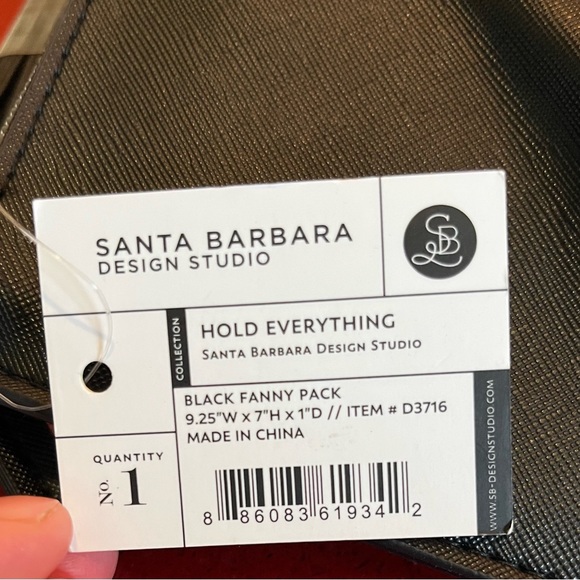 SANTA BARBARA
DESIGN STUDIO
SB
COLLECTION
HOLD EVERYTHING
SANTA BARBARA DESIGN STUDIO
BLACK FANNY PACK
9.25"W x 7"H x 1"D // ITEM # D3716
MADE IN CHINA
QUANTITY
No. 1
8 86083 61934 2
WWW.SB-DESIGNSTUDIO.COM